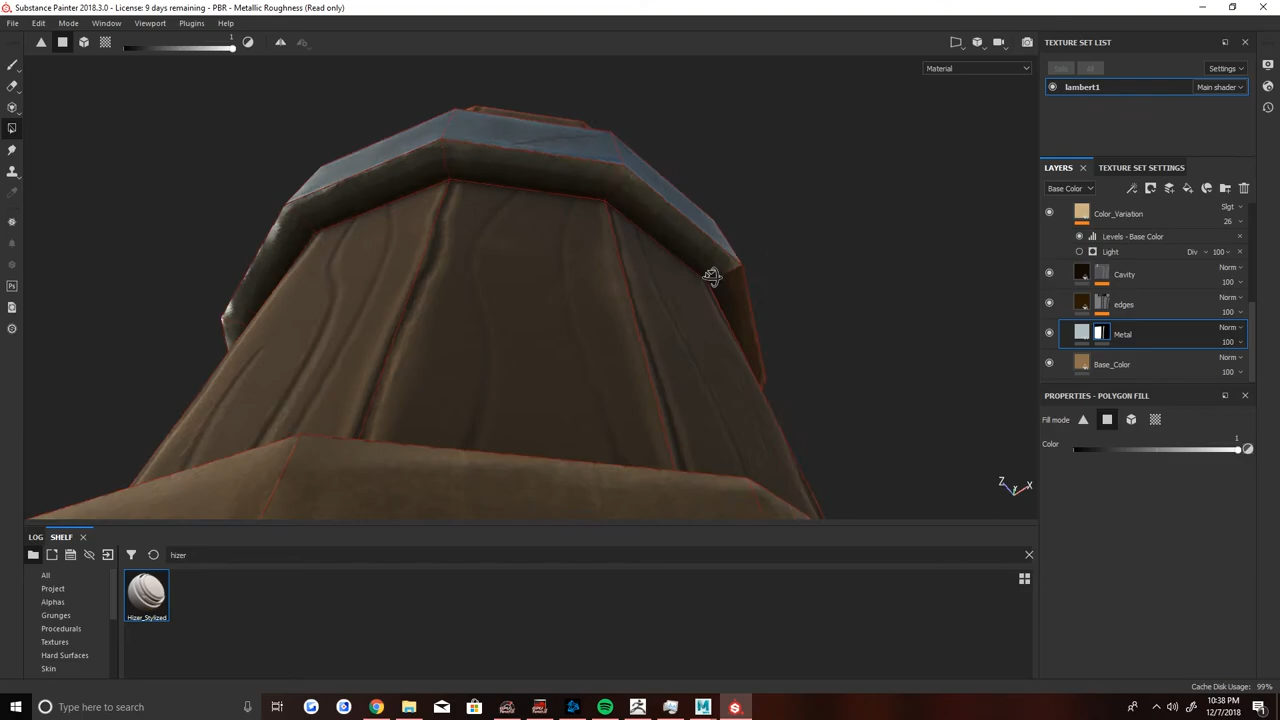 Substance Painter 2018.3.0 - License: 9 days remaining - PBR - Metallic Roughness (Read only)
File Edit Mode Window Viewport Plugins Help
1
Material
TEXTURE SET LIST
Settings
lambert1 Main shader
LAYERS TEXTURE SET SETTINGS
Base Color
Color_Variation Slgt 26
Levels - Base Color
Light Div 100
Cavity Norm 100
edges Norm 100
Metal Norm 100
Base_Color Norm 100
PROPERTIES - POLYGON FILL
Fill mode
1
Color
Z Y X
LOG SHELF
hizer
All
Project
Alphas
Grunges
Procedurals
Textures
Hard Surfaces
Skin
Hizer_Stylized
Cache Disk Usage: 99%
Type here to search
10:38 PM
12/7/2018